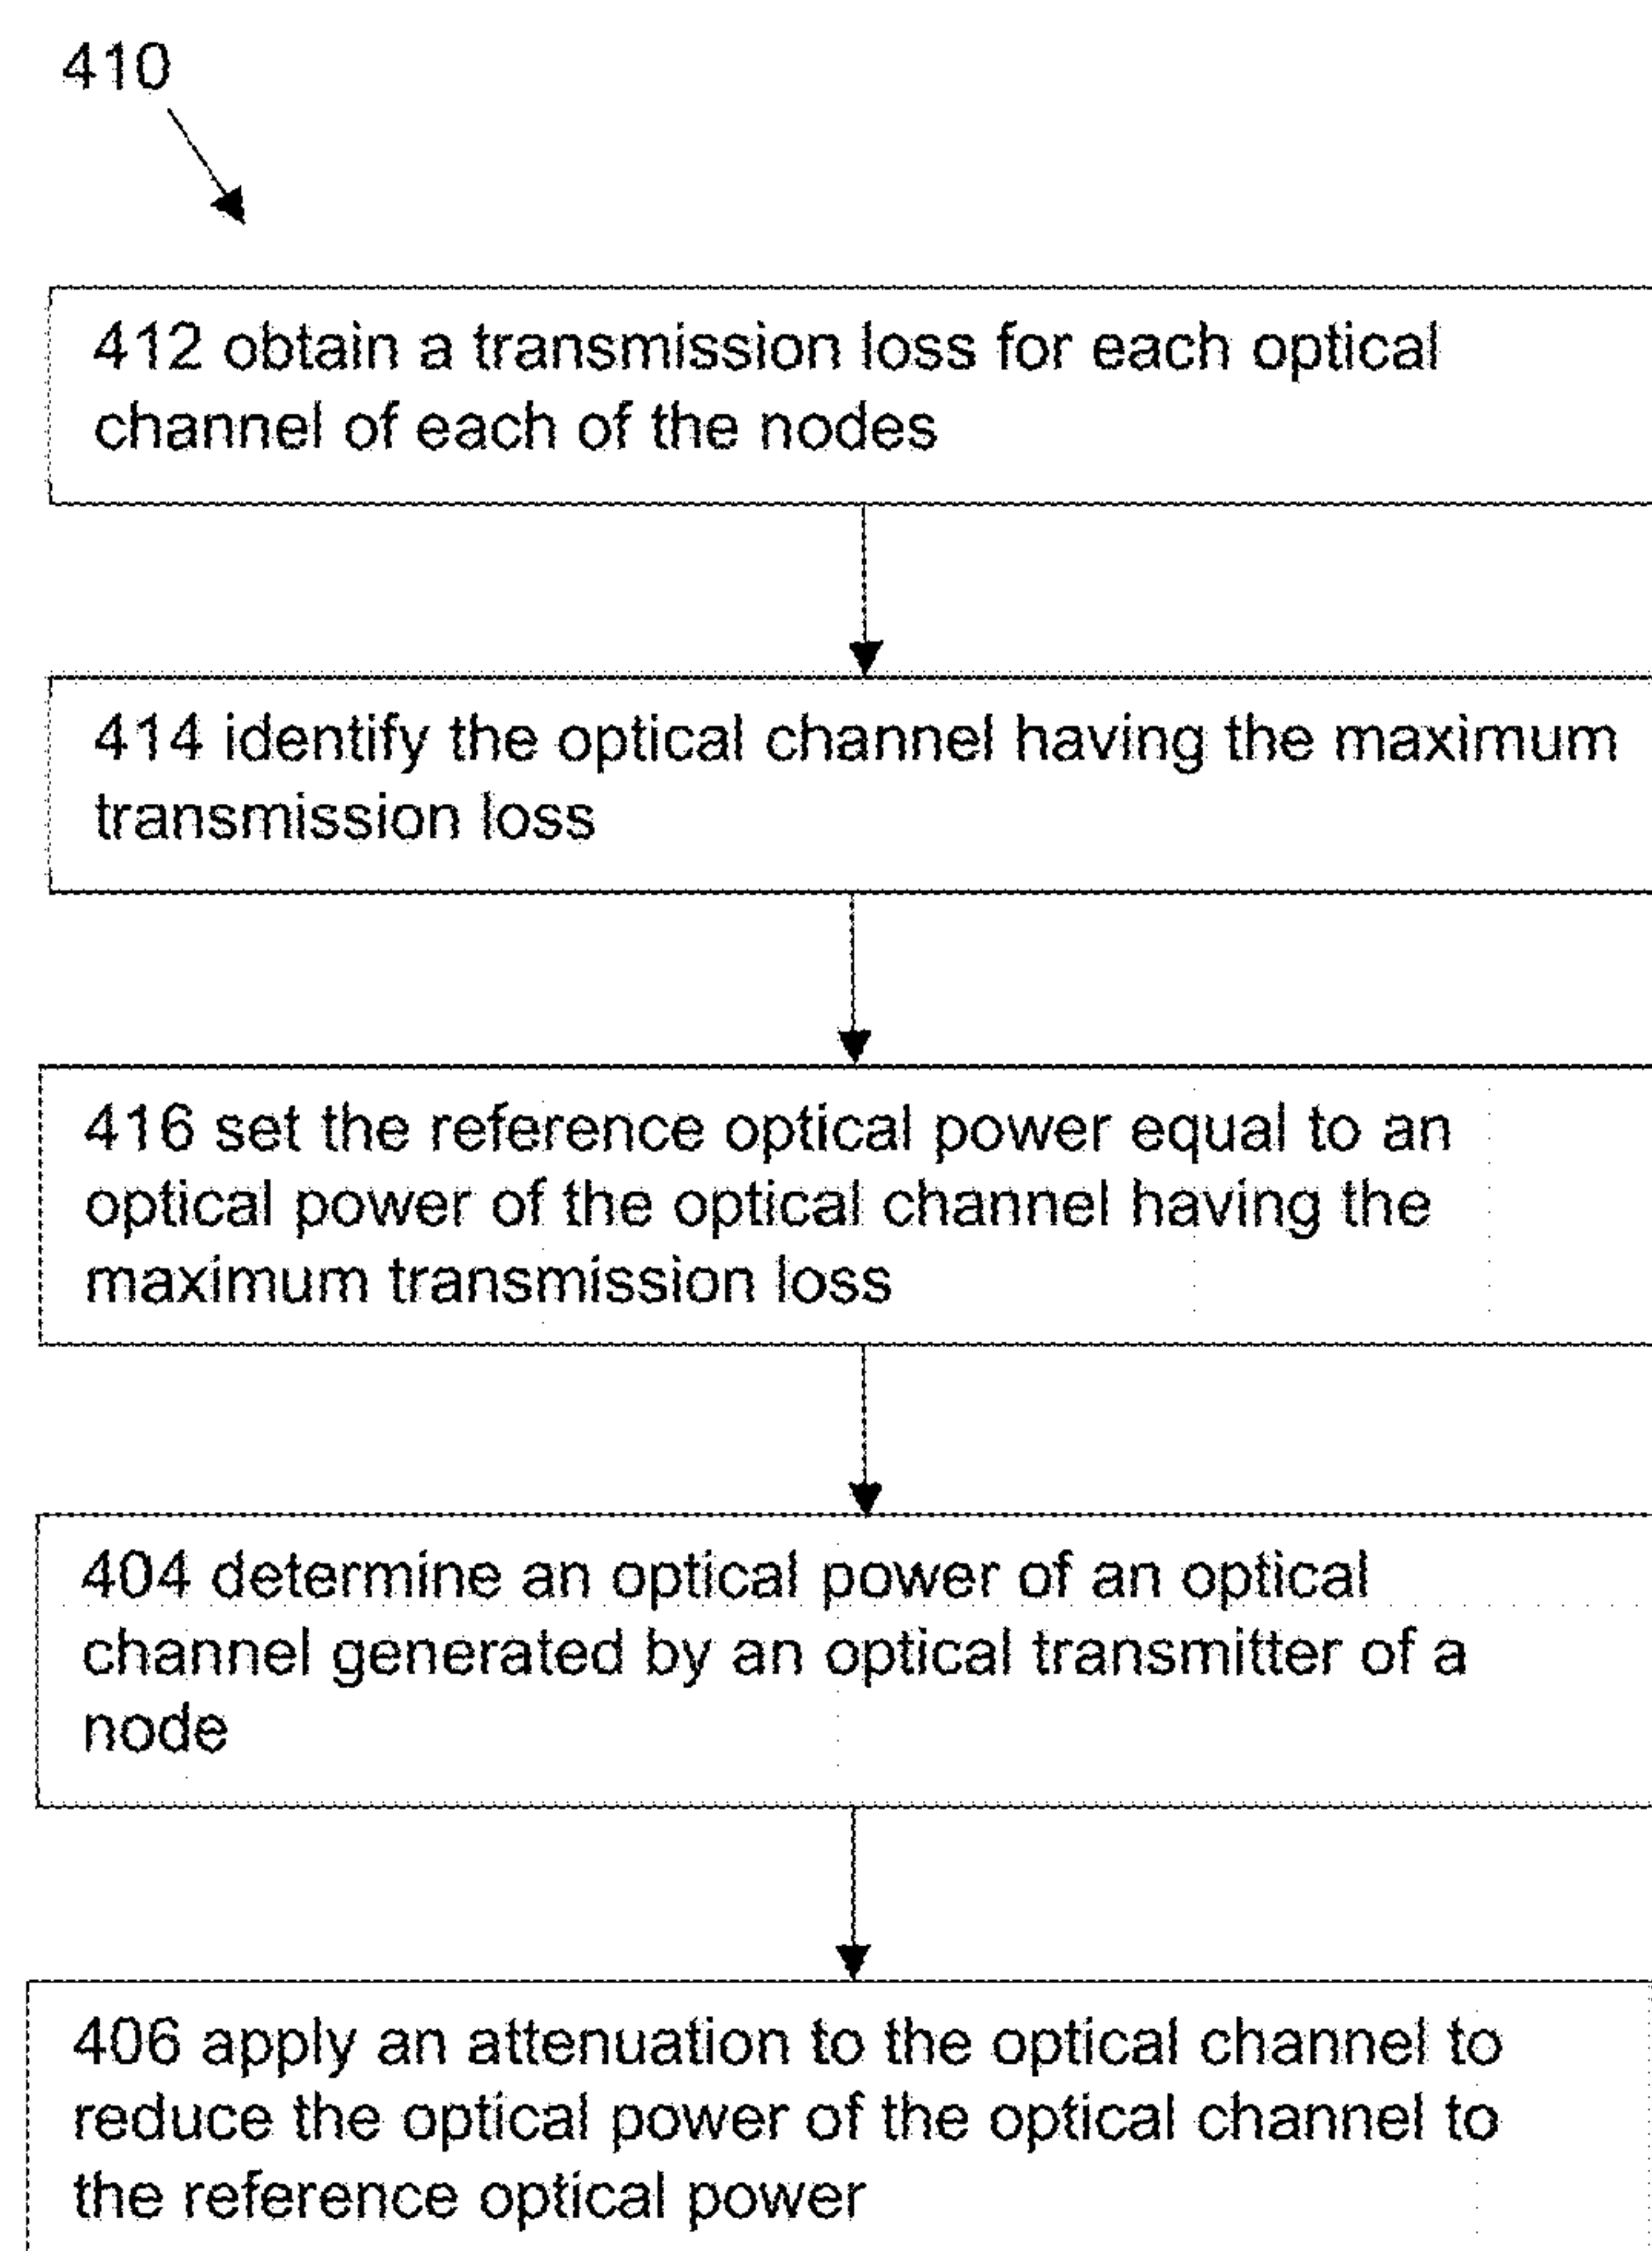 410
412 obtain a transmission loss for each optical
channel of each of the nodes
414 identify the optical channel having the maximum
transmission loss
416 set the reference optical power equal to an
optical power of the optical channel having the
maximum transmission loss
404 determine an optical power of an optical
channel generated by an optical transmitter of a
node
406 apply an attenuation to the optical channel to
reduce the optical power of the optical channel to
the reference optical power